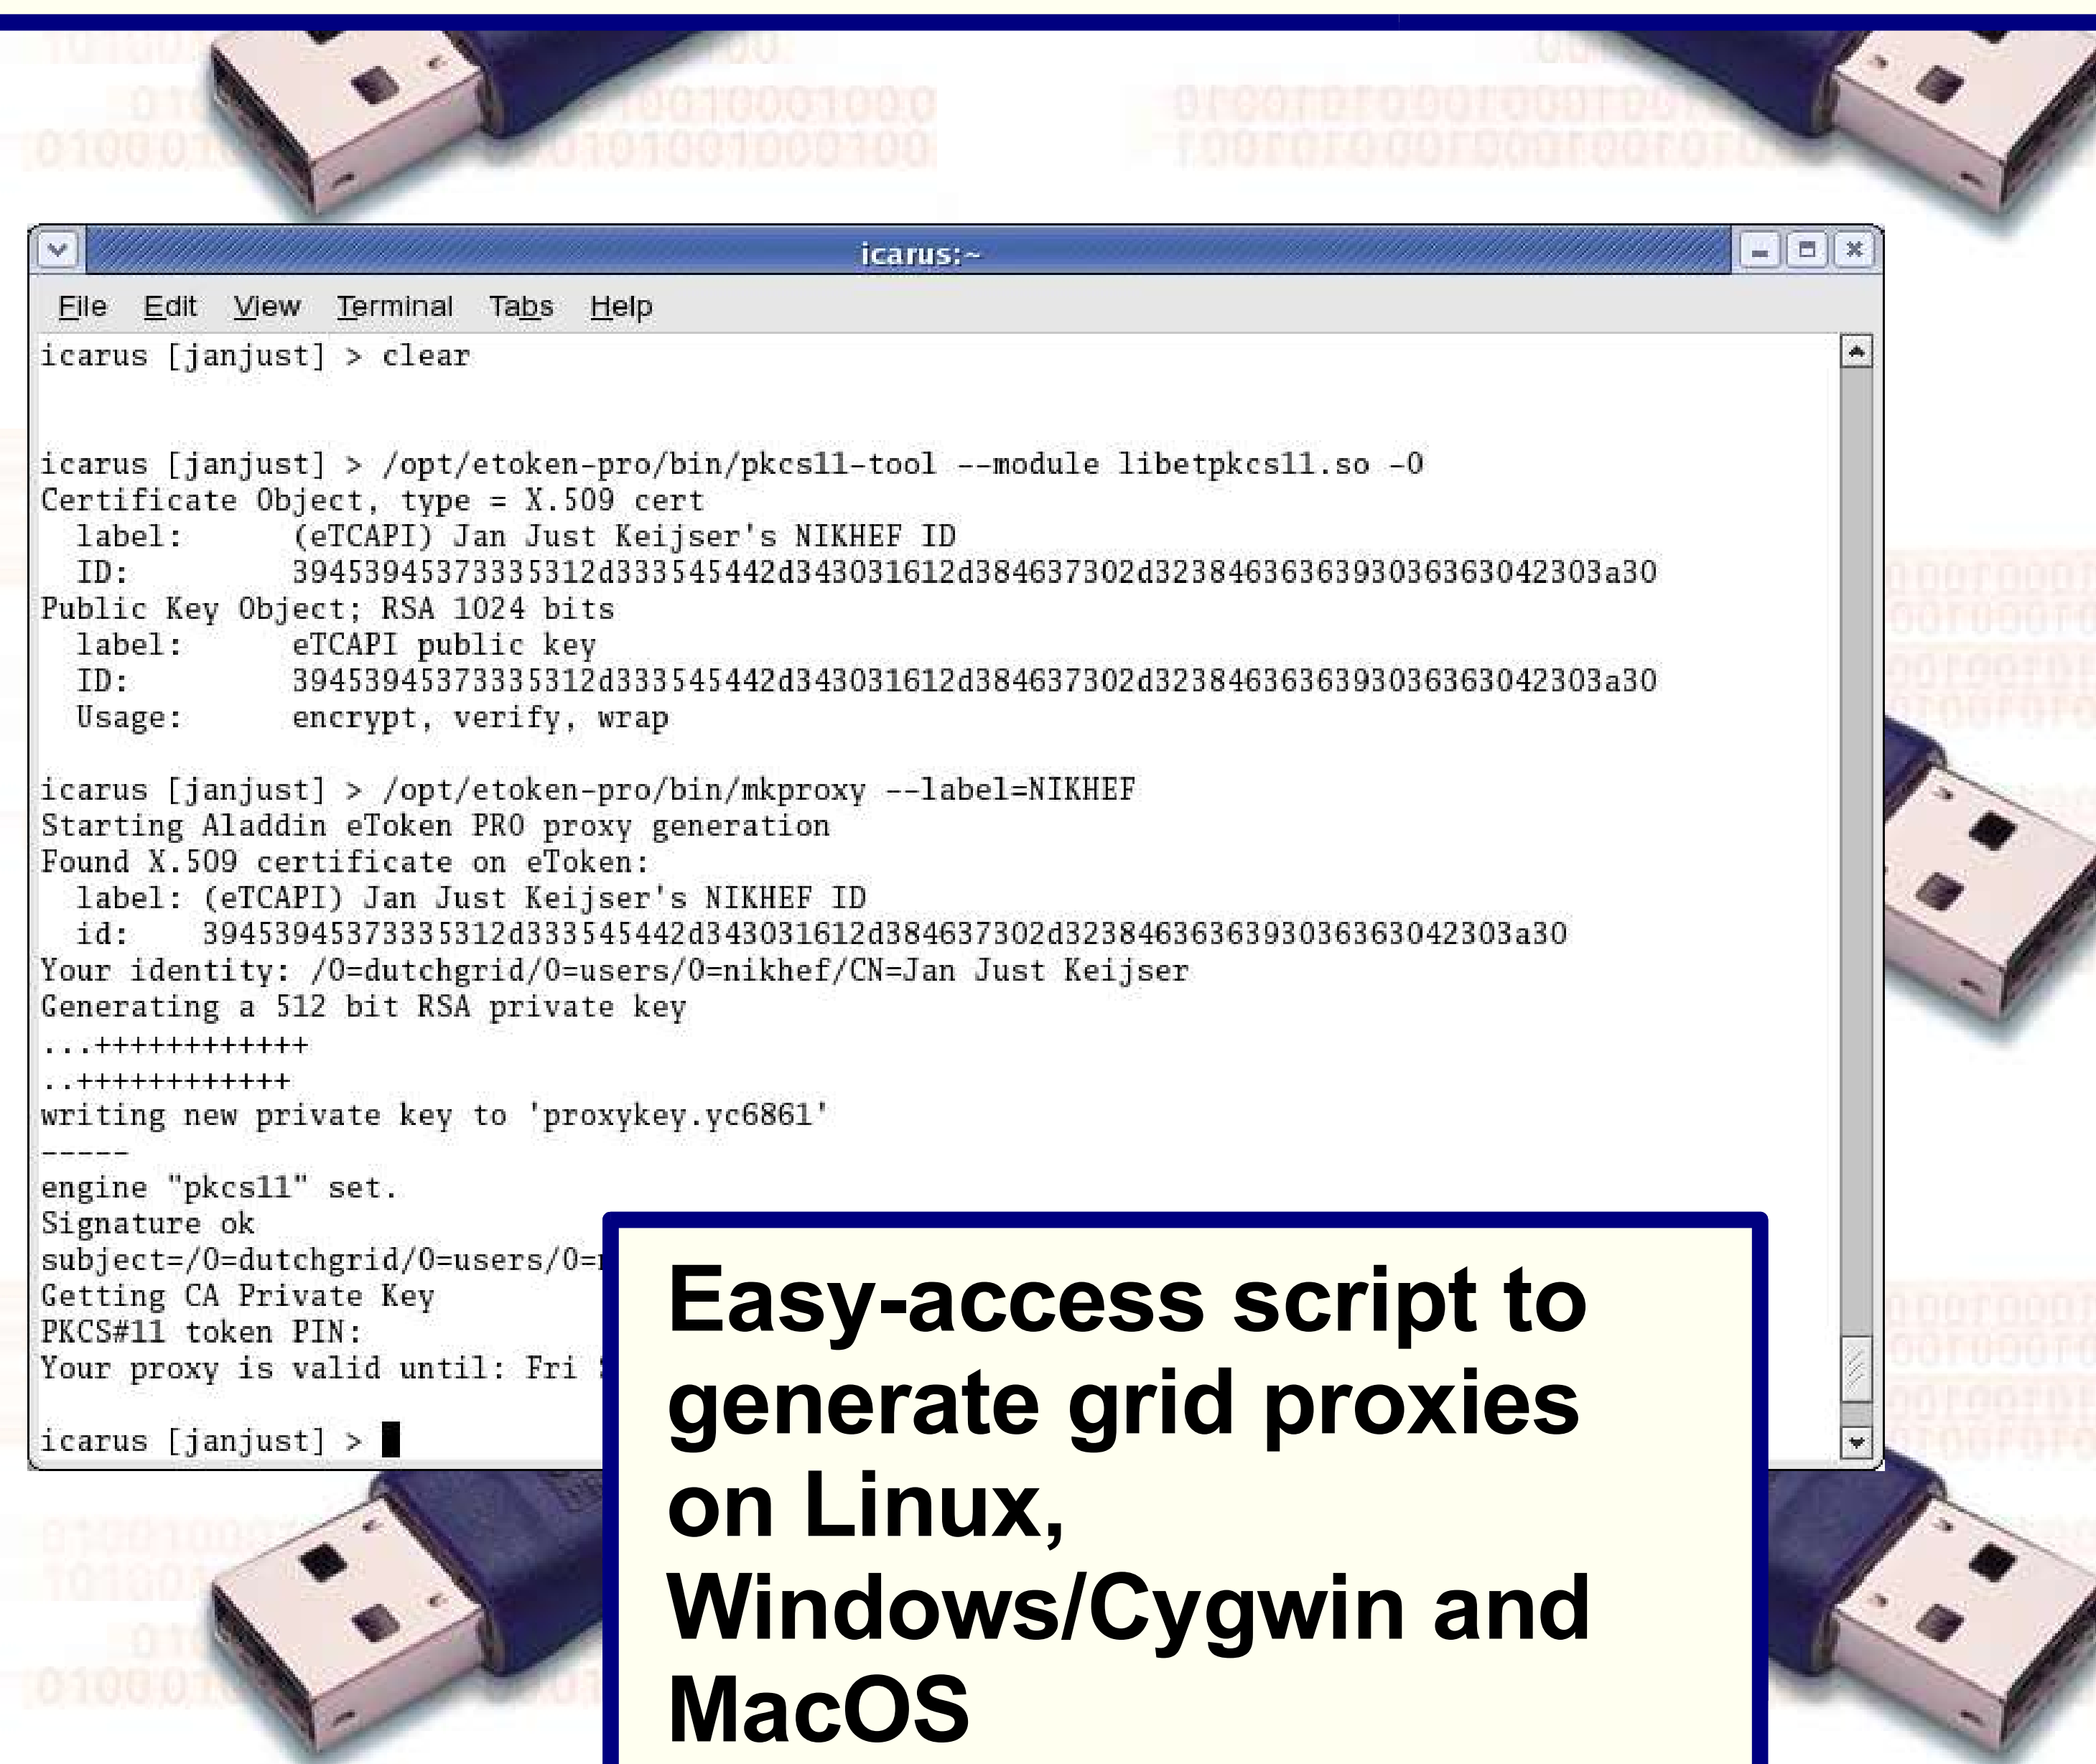 icarus:~
File Edit View Terminal Tabs Help
icarus [janjust] > clear
icarus [janjust] > /opt/etoken-pro/bin/pkcs11-tool --module libetpkcs11.so -O
Certificate Object, type = X.509 cert
label: (eTCAPI) Jan Just Keijser's NIKHEF ID
ID: 39453945373335312d333545442d343031612d384637302d3238463636393036363042303a30
Public Key Object; RSA 1024 bits
label: eTCAPI public key
ID: 39453945373335312d333545442d343031612d384637302d3238463636393036363042303a30
Usage: encrypt, verify, wrap
icarus [janjust] > /opt/etoken-pro/bin/mkproxy --label=NIKHEF
Starting Aladdin eToken PRO proxy generation
Found X.509 certificate on eToken:
label: (eTCAPI) Jan Just Keijser's NIKHEF ID
id: 39453945373335312d333545442d343031612d384637302d3238463636393036363042303a30
Your identity: /O=dutchgrid/O=users/O=nikhef/CN=Jan Just Keijser
Generating a 512 bit RSA private key
...++++++++++++
..++++++++++++
writing new private key to 'proxykey.yc6861'
-----
engine "pkcs11" set.
Signature ok
subject=/O=dutchgrid/O=users/O=
Getting CA Private Key
PKCS#11 token PIN:
Your proxy is valid until: Fri
icarus [janjust] >
Easy-access script to
generate grid proxies
on Linux,
Windows/Cygwin and
MacOS